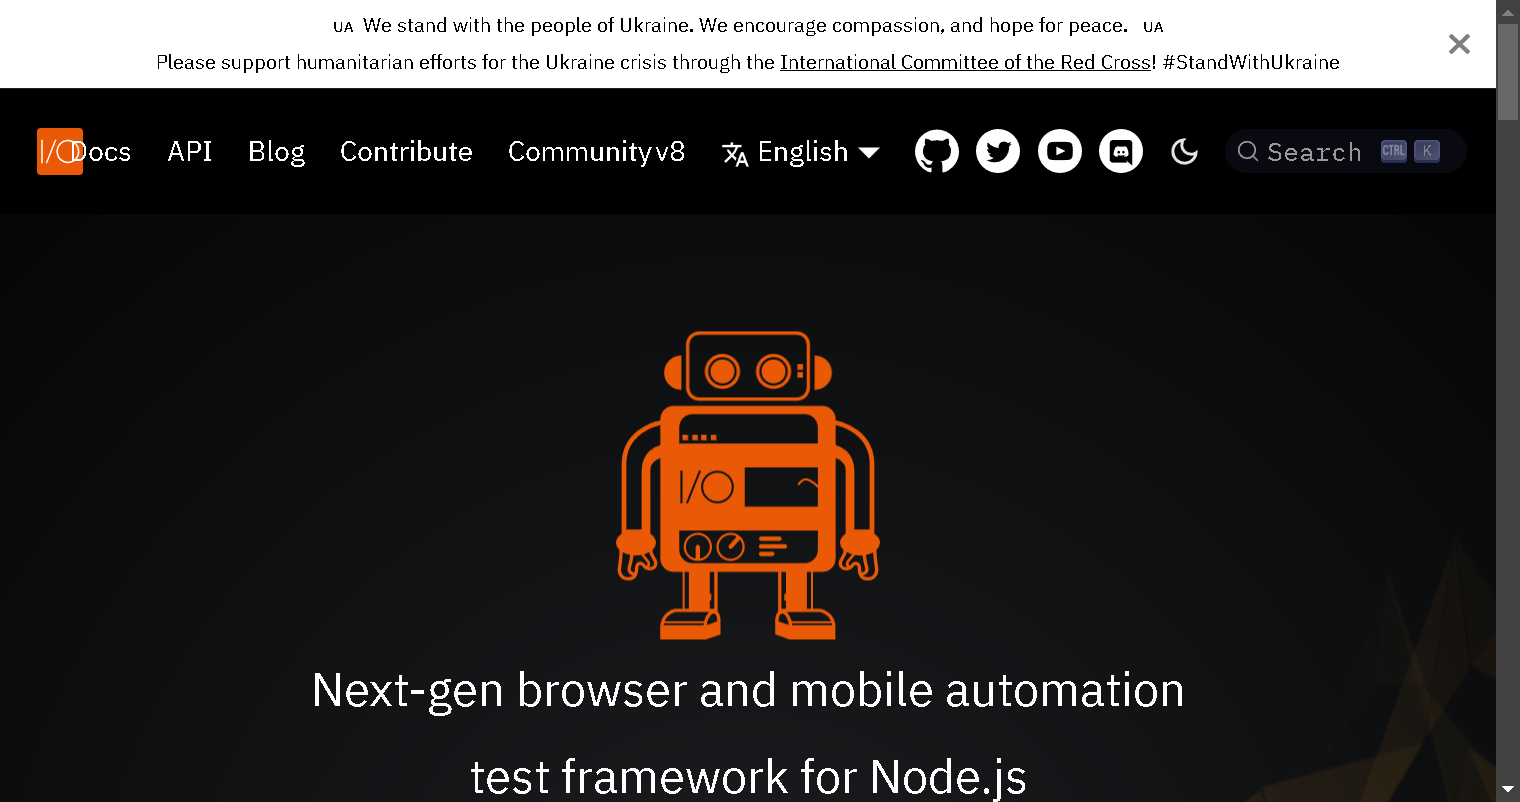 UA We stand with the people of Ukraine. We encourage compassion, and hope for peace. UA
Please support humanitarian efforts for the Ukraine crisis through the International Committee of the Red Cross! #StandWithUkraine
I/O Docs API Blog Contribute Community v8 English Search CTRL K
I/O
Next-gen browser and mobile automation
test framework for Node.js